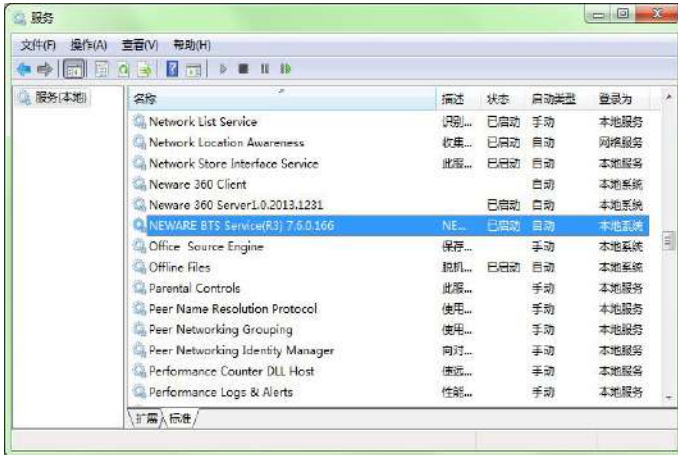 服务
文件(F) 操作(A) 查看(V) 帮助(H)
服务(本地)
名称 描述 状态 启动类型 登录为
Network List Service 识别... 已启动 手动 本地服务
Network Location Awareness 收集... 已启动 自动 网络服务
Network Store Interface Service 此服... 已启动 自动 本地服务
Neware 360 Client 自动 本地系统
Neware 360 Server1.0.2013.1231 已启动 自动 本地系统
NEWARE BTS Service(R3) 7.6.0.166 NE... 已启动 自动 本地系统
Office Source Engine 保存... 手动 本地系统
Offline Files 脱机... 已启动 自动 本地系统
Parental Controls 此服... 手动 本地服务
Peer Name Resolution Protocol 使用... 手动 本地服务
Peer Networking Grouping 使用... 手动 本地服务
Peer Networking Identity Manager 向对... 手动 本地服务
Performance Counter DLL Host 使远... 手动 本地服务
Performance Logs & Alerts 性能... 手动 本地服务
扩展 标准